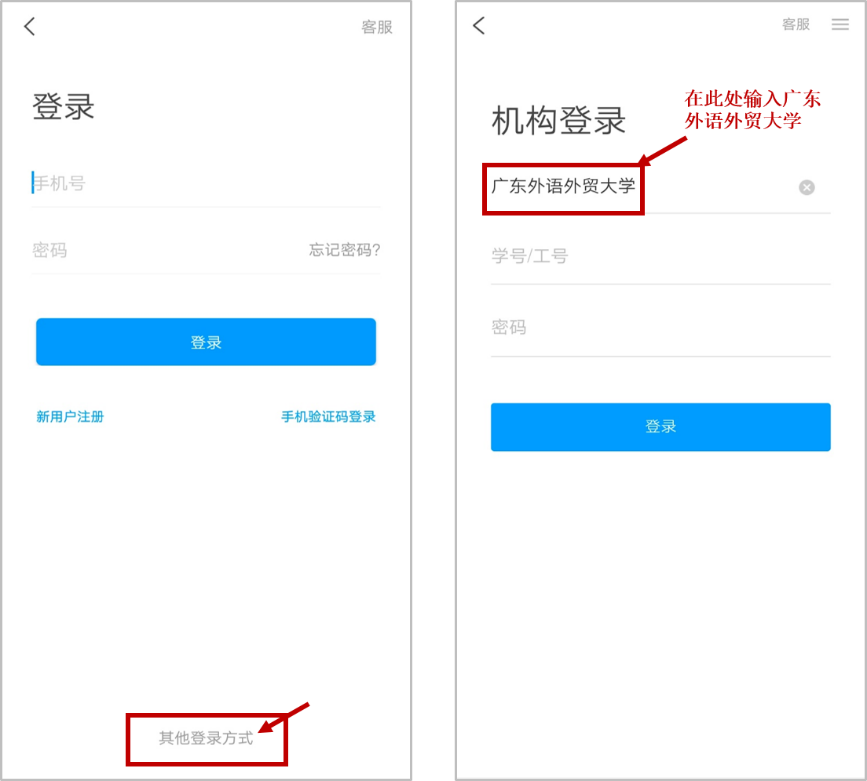 客服
登录
手机号
密码 忘记密码?
登录
新用户注册 手机验证码登录
其他登录方式
客服
机构登录
在此处输入广东
外语外贸大学
广东外语外贸大学
学号/工号
密码
登录